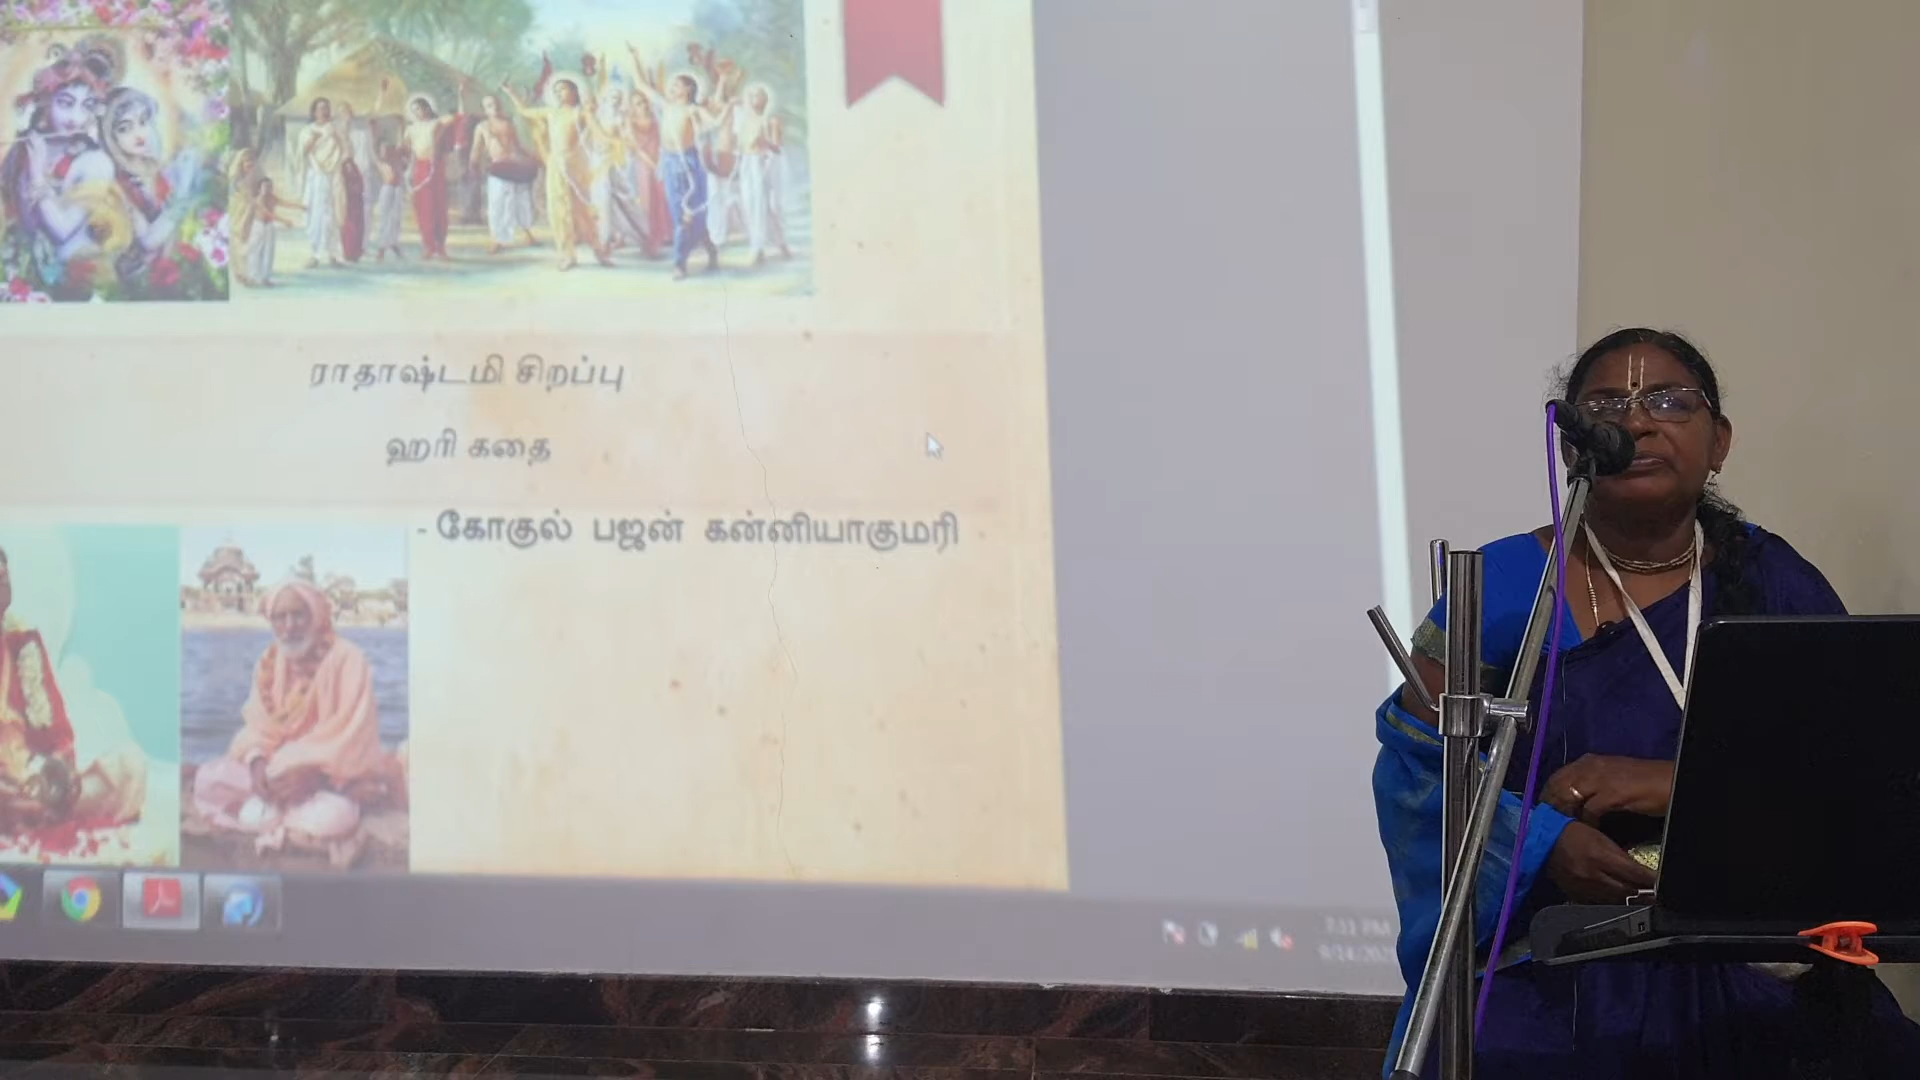 ராதாஷ்டமி சிறப்பு
ஹரி கதை
- கோகுல் பஜன் கன்னியாகுமரி